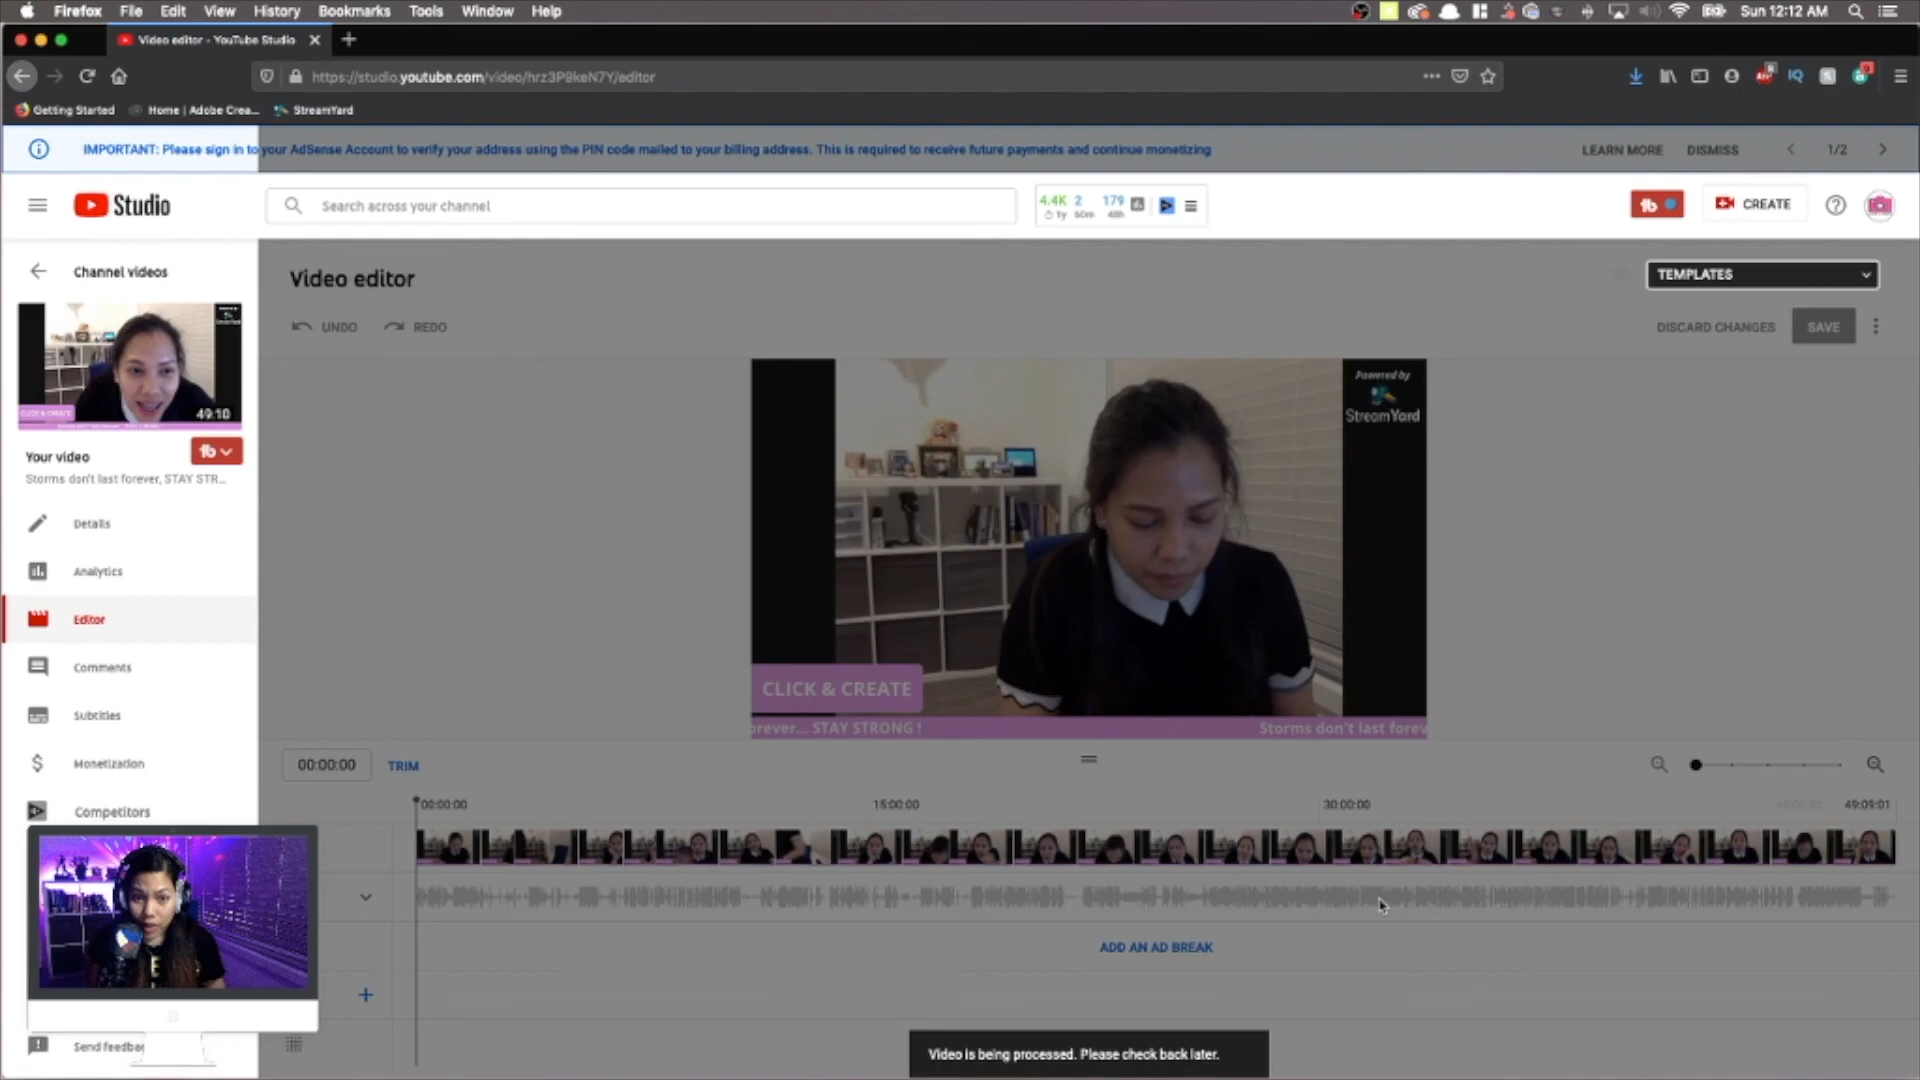 Firefox File Edit View History Bookmarks Tools Window Help Sun 12:12 AM
Video editor - YouTube Studio
https://studio.youtube.com/video/hrz3P9keN7Y/editor
Getting Started Home | Adobe Crea... StreamYard
IMPORTANT: Please sign in to your AdSense Account to verify your address using the PIN code mailed to your billing address. This is required to receive future payments and continue monetizing LEARN MORE DISMISS 1/2
Studio Search across your channel 4.4K 2 179 CREATE
1y 60m 48h
Channel videos
Video editor TEMPLATES
UNDO REDO DISCARD CHANGES SAVE
Powered by
StreamYard
CLICK & CREATE
49:10
Your video
Storms don't last forever, STAY STR...
Details
Analytics
Editor
Comments
Subtitles
Monetization
Competitors
Send feedbac
CLICK & CREATE
orever... STAY STRONG ! Storms don't last forev
00:00:00 TRIM
00:00:00 15:00:00 30:00:00 49:09:01
ADD AN AD BREAK
Video is being processed. Please check back later.